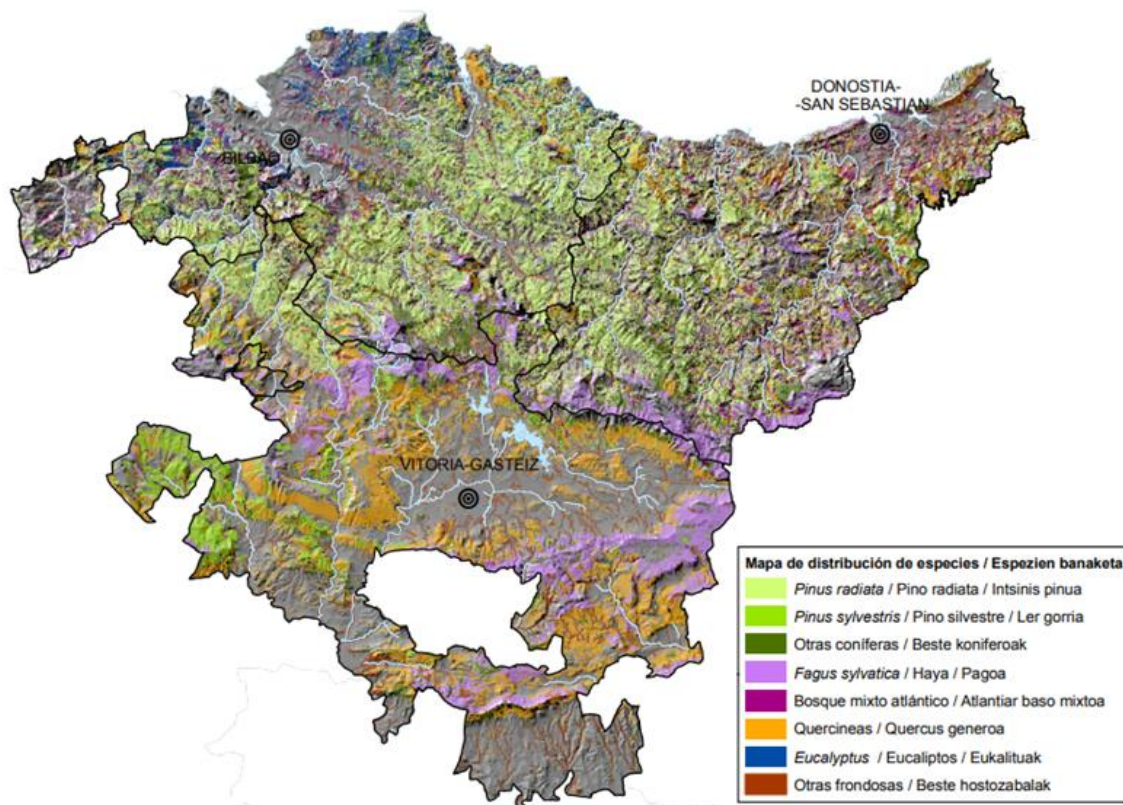 DONOSTIA-
-SAN SEBASTIAN
BILBAO
VITORIA-GASTEIZ
Mapa de distribución de especies / Espezien banaketa
Pinus radiata / Pino radiata / Intsinis pinua
Pinus sylvestris / Pino silvestre / Ler gorria
Otras coníferas / Beste koniferoak
Fagus sylvatica / Haya / Pagoa
Bosque mixto atlántico / Atlantiar baso mixtoa
Quercineas / Quercus generoa
Eucalyptus / Eucaliptos / Eukalituak
Otras frondosas / Beste hostozabalak